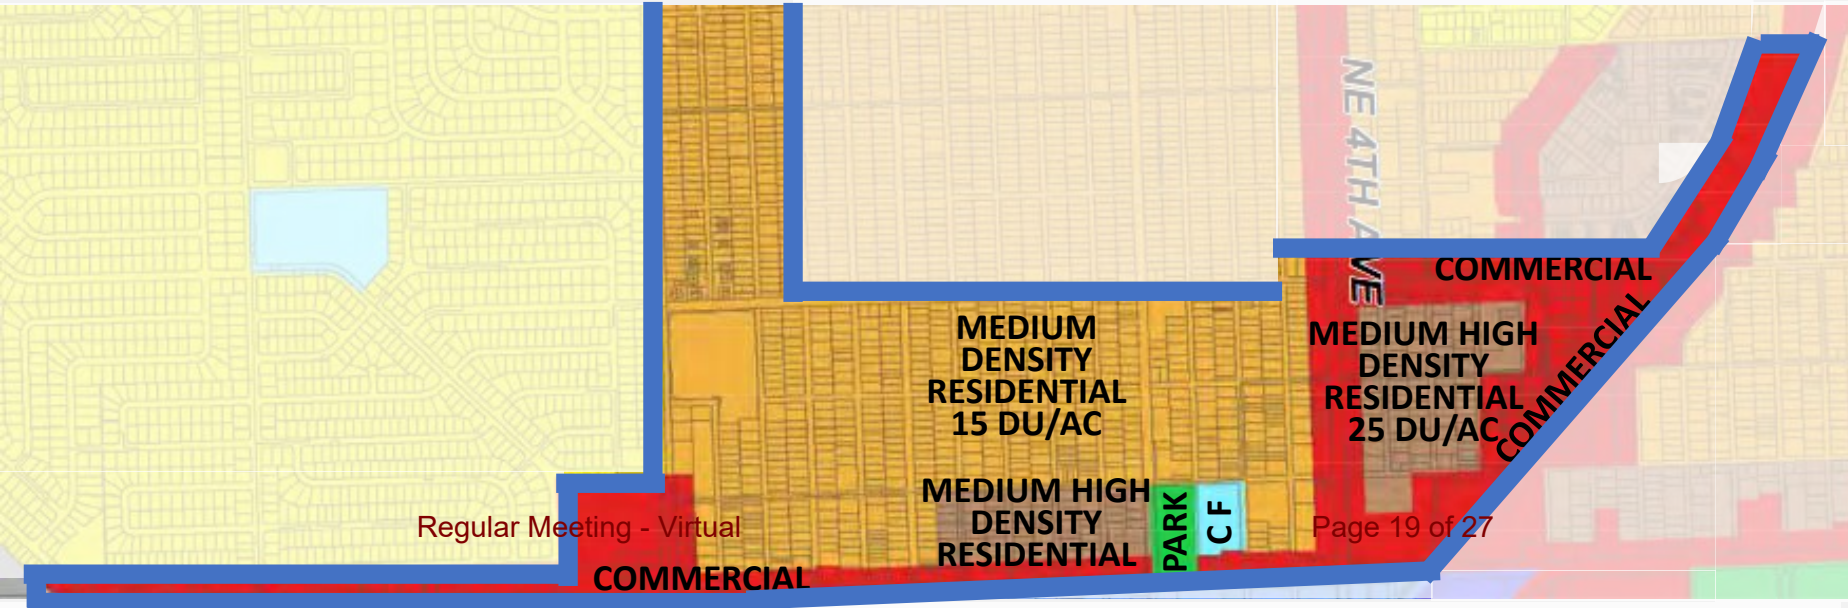 NE 4TH AVE
COMMERCIAL
COMMERCIAL
MEDIUM
DENSITY
RESIDENTIAL
15 DU/AC
MEDIUM HIGH
DENSITY
RESIDENTIAL
25 DU/AC
MEDIUM HIGH
DENSITY
RESIDENTIAL
PARK
C F
COMMERCIAL
Regular Meeting - Virtual
Page 19 of 27